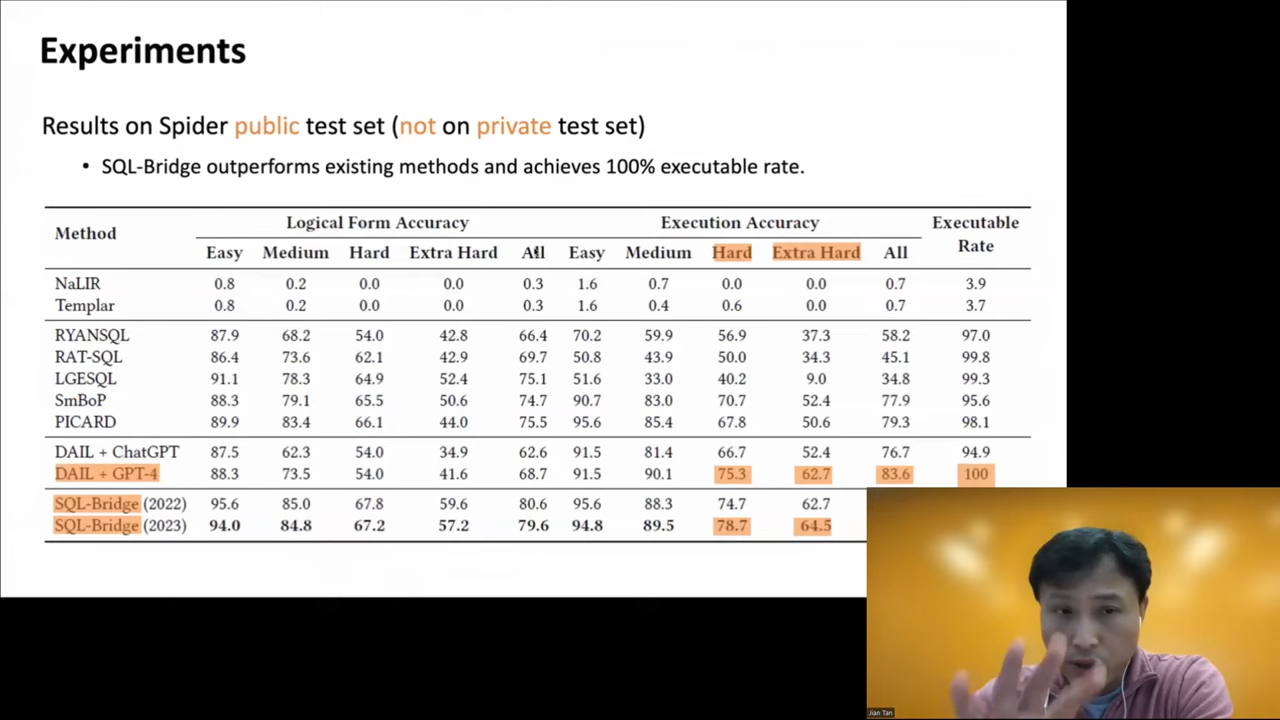 Experiments
Results on Spider public test set (not on private test set)
• SQL-Bridge outperforms existing methods and achieves 100% executable rate.
Method Logical Form Accuracy Execution Accuracy Executable Rate
Easy Medium Hard Extra Hard All Easy Medium Hard Extra Hard All
NaLIR 0.8 0.2 0.0 0.0 0.3 1.6 0.7 0.0 0.0 0.7 3.9
Templar 0.8 0.2 0.0 0.0 0.3 1.6 0.4 0.6 0.0 0.7 3.7
RYANSQL 87.9 68.2 54.0 42.8 66.4 70.2 59.9 56.9 37.3 58.2 97.0
RAT-SQL 86.4 73.6 62.1 42.9 69.7 50.8 43.9 50.0 34.3 45.1 99.8
LGESQL 91.1 78.3 64.9 52.4 75.1 51.6 33.0 40.2 9.0 34.8 99.3
SmBoP 88.3 79.1 65.5 50.6 74.7 90.7 83.0 70.7 52.4 77.9 95.6
PICARD 89.9 83.4 66.1 44.0 75.5 95.6 85.4 67.8 50.6 79.3 98.1
DAIL + ChatGPT 87.5 62.3 54.0 34.9 62.6 91.5 81.4 66.7 52.4 76.7 94.9
DAIL + GPT-4 88.3 73.5 54.0 41.6 68.7 91.5 90.1 75.3 62.7 83.6 100
SQL-Bridge (2022) 95.6 85.0 67.8 59.6 80.6 95.6 88.3 74.7 62.7
SQL-Bridge (2023) 94.0 84.8 67.2 57.2 79.6 94.8 89.5 78.7 64.5
Jian Tan